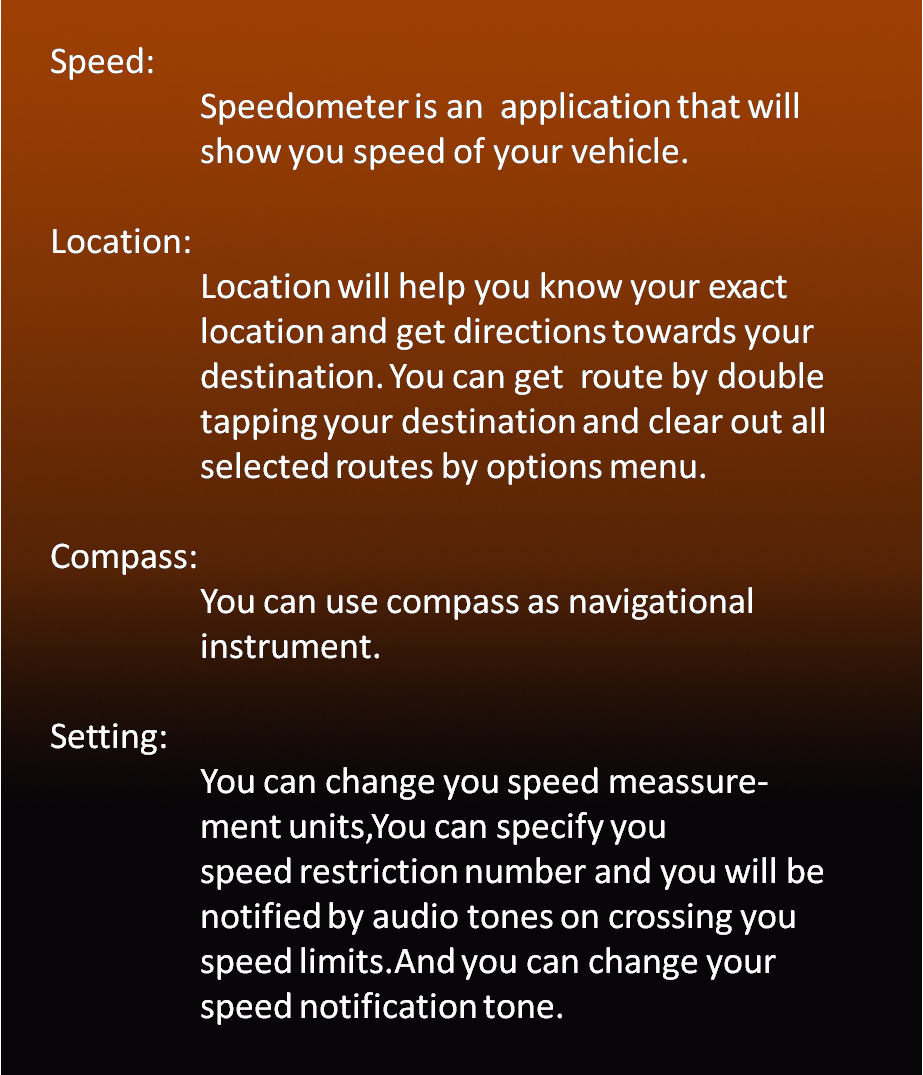 Speed:
Speedometer is an application that will
show you speed of your vehicle.
Location:
Location will help you know your exact
location and get directions towards your
destination. You can get route by double
tapping your destination and clear out all
selected routes by options menu.
Compass:
You can use compass as navigational
instrument.
Setting:
You can change you speed meassure-
ment units,You can specify you
speed restriction number and you will be
notified by audio tones on crossing you
speed limits.And you can change your
speed notification tone.